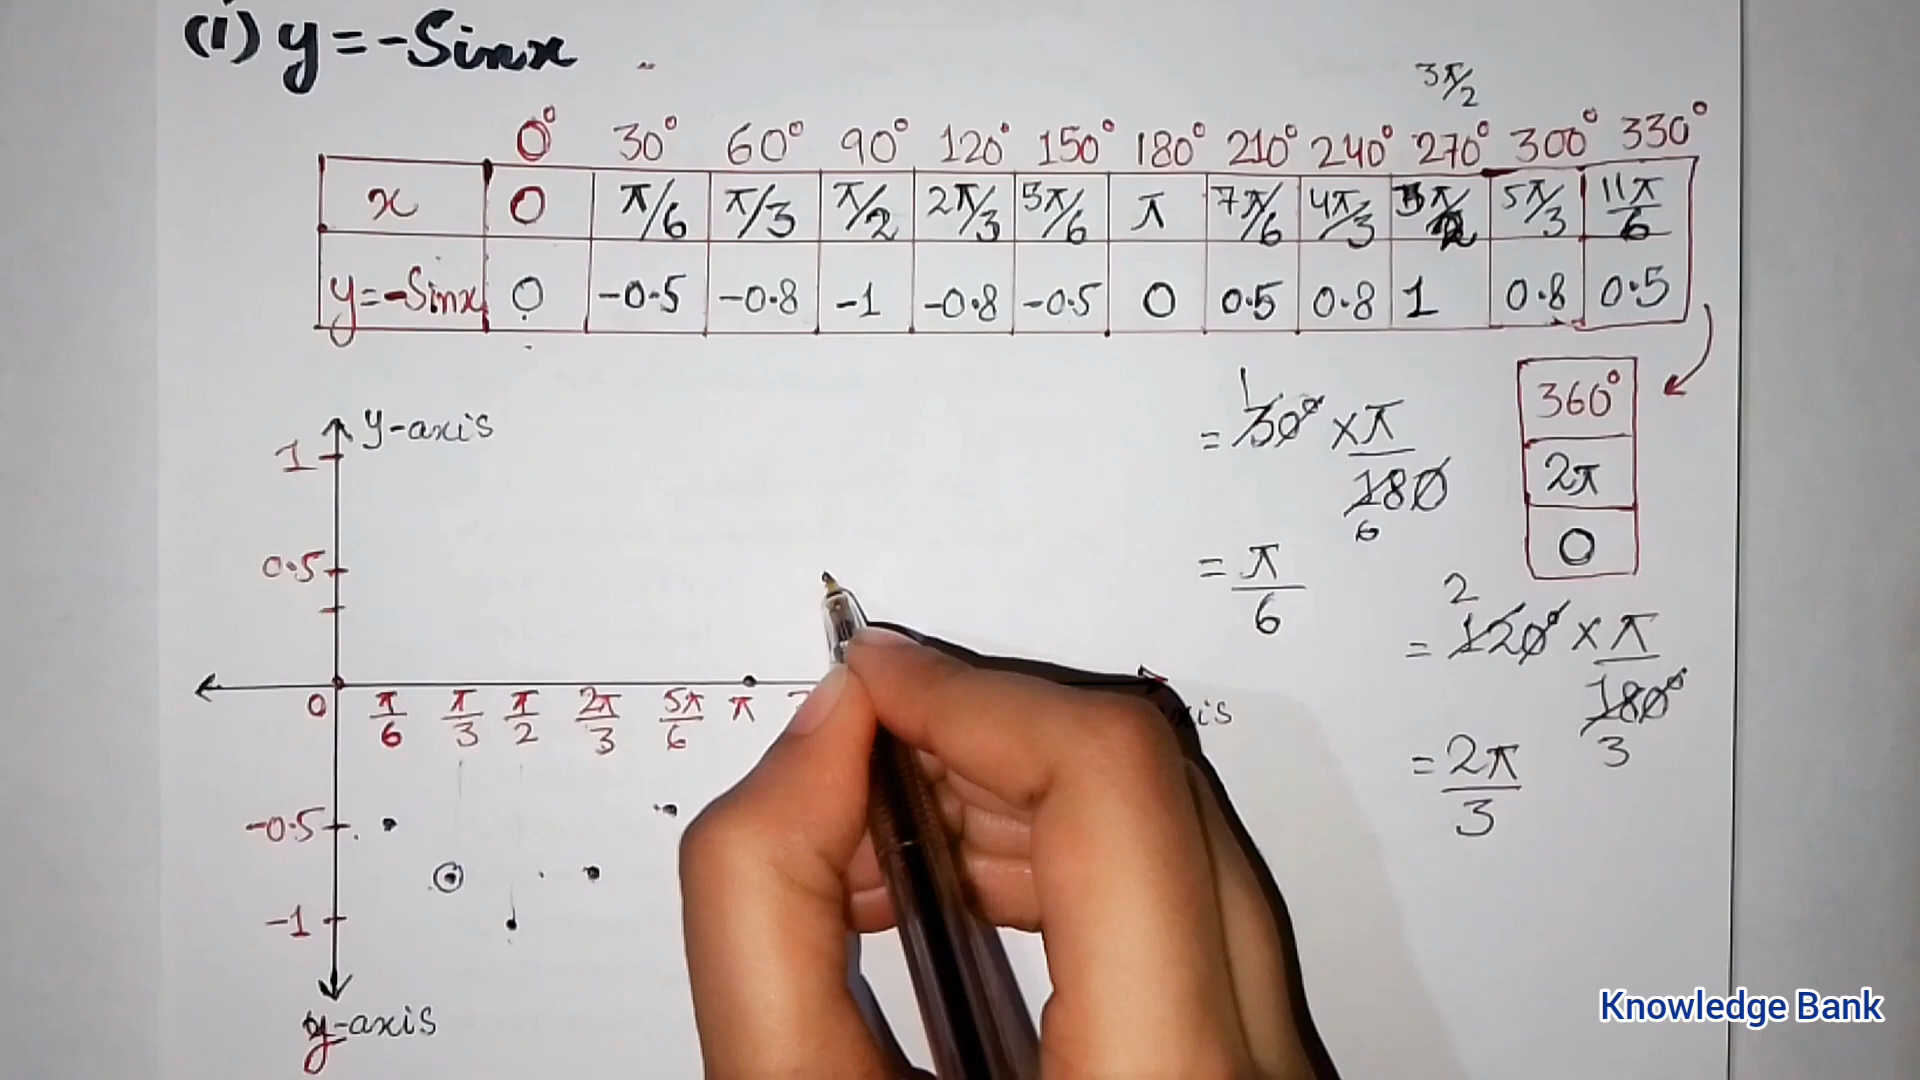 (i) y=-Sinx
3π/2
0° 30° 60° 90° 120° 150° 180° 210° 240° 270° 300° 330°
x 0 π/6 π/3 π/2 2π/3 5π/6 π 7π/6 4π/3 3π/2 5π/3 11π/6
y=-Sinx 0 -0.5 -0.8 -1 -0.8 -0.5 0 0.5 0.8 1 0.8 0.5
360°
2π
0
y-axis
1
0.5
0 π/6 π/3 π/2 2π/3 5π/6 π
-0.5
-1
y-axis
1
= 30° × π/180
6
= π/6
2
= 120° × π/180°
3
= 2π/3
Knowledge Bank